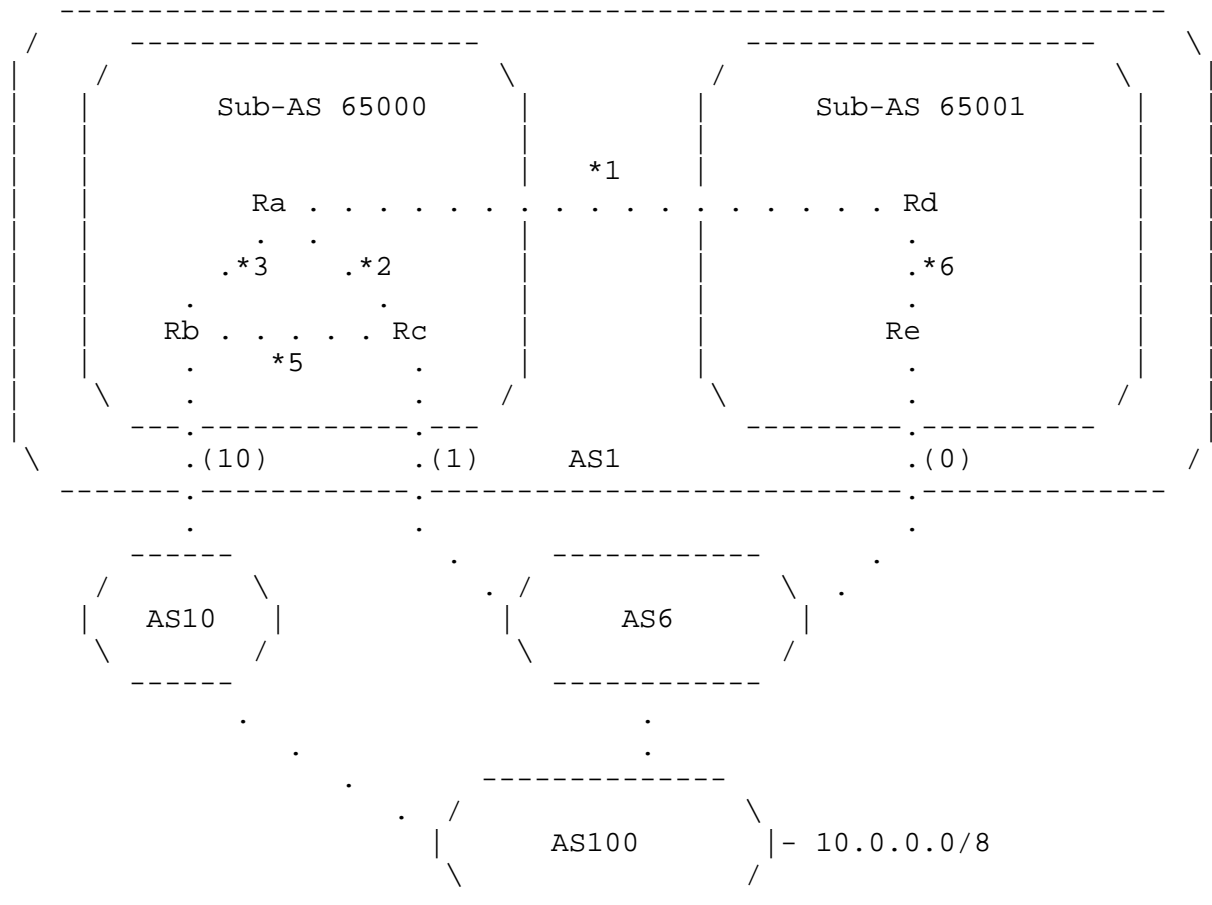 Sub-AS 65000 Sub-AS 65001
*1
Ra Rd
*3 *2 *6
Rb Rc Re
*5
(10) (1) AS1 (0)
AS10 AS6
AS100 - 10.0.0.0/8